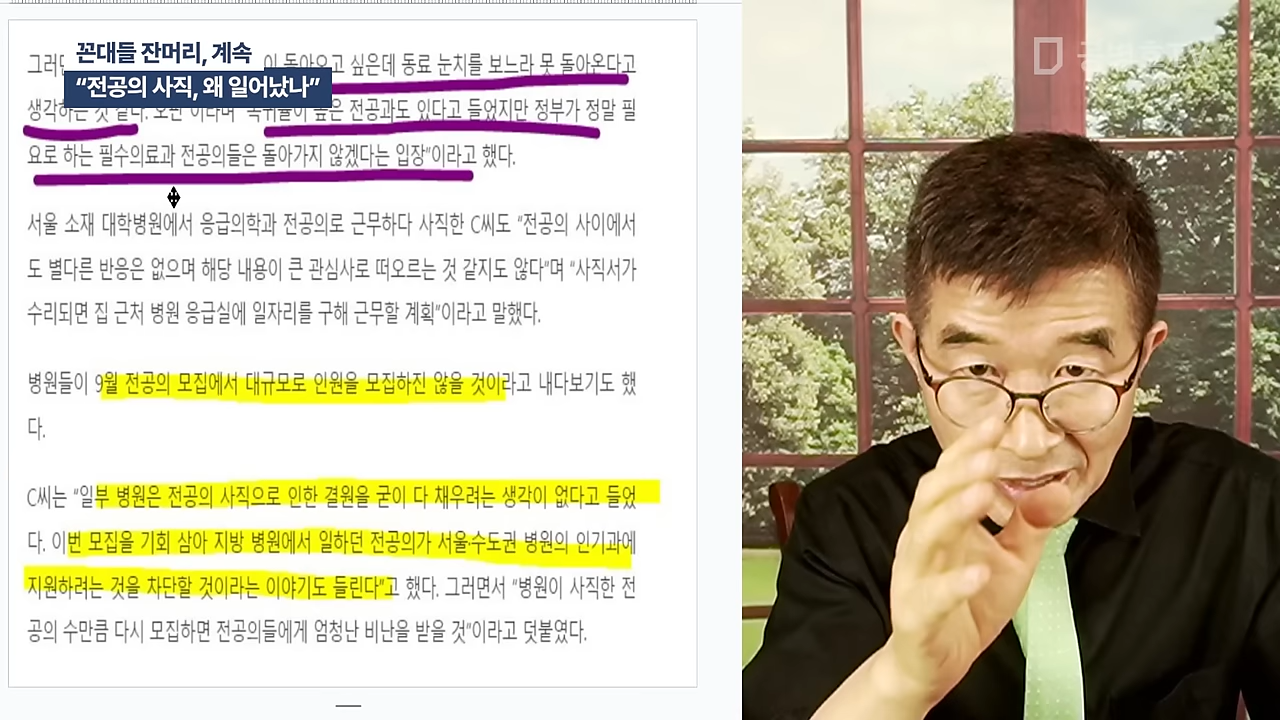 꼰대들 잔머리, 계속
“전공의 사직, 왜 일어났나”
그러 돌아오고 싶은데 동료 눈치를 보느라 못 돌아온다고
생각하는 것 같다. 오판"이라며 "복귀율이 높은 전공과도 있다고 들었지만 정부가 정말 필
요로 하는 필수의료과 전공의들은 돌아가지 않겠다는 입장"이라고 했다.
서울 소재 대학병원에서 응급의학과 전공의로 근무하다 사직한 C씨도 "전공의 사이에서
도 별다른 반응은 없으며 해당 내용이 큰 관심사로 떠오르는 것 같지도 않다"며 "사직서가
수리되면 집 근처 병원 응급실에 일자리를 구해 근무할 계획"이라고 말했다.
병원들이 9월 전공의 모집에서 대규모로 인원을 모집하진 않을 것이라고 내다보기도 했
다.
C씨는 "일부 병원은 전공의 사직으로 인한 결원을 굳이 다 채우려는 생각이 없다고 들었
다. 이번 모집을 기회 삼아 지방 병원에서 일하던 전공의가 서울·수도권 병원의 인기과에
지원하려는 것을 차단할 것이라는 이야기도 들린다"고 했다. 그러면서 "병원이 사직한 전
공의 수만큼 다시 모집하면 전공의들에게 엄청난 비난을 받을 것"이라고 덧붙였다.